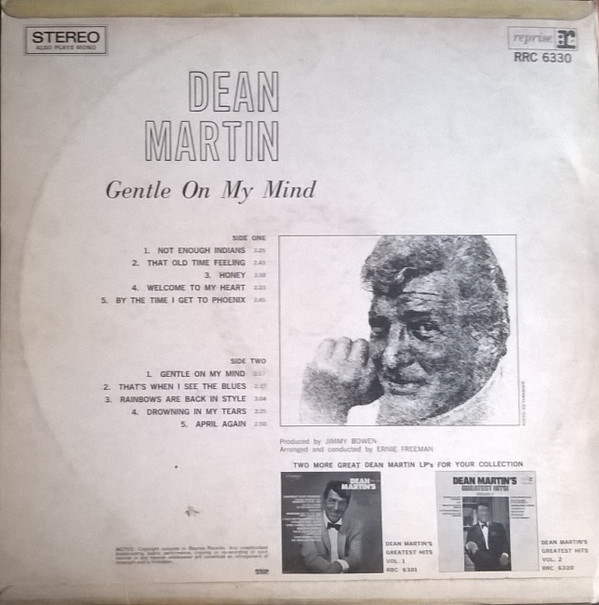 STEREO
ALSO PLAYS MONO
reprise
RRC 6330
DEAN
MARTIN
Gentle On My Mind
SIDE ONE
1. NOT ENOUGH INDIANS
2. THAT OLD TIME FEELING
3. HONEY
4. WELCOME TO MY HEART
5. BY THE TIME I GET TO PHOENIX
SIDE TWO
1. GENTLE ON MY MIND
2. THAT'S WHEN I SEE THE BLUES
3. RAINBOWS ARE BACK IN STYLE
4. DROWNING IN MY TEARS
5. APRIL AGAIN
Produced by JIMMY BOWEN
Arranged and conducted by ERNIE FREEMAN
TWO MORE GREAT DEAN MARTIN LP's FOR YOUR COLLECTION
DEAN
MARTIN'S
DEAN MARTIN'S
GREATEST HITS
VOL. 1
RRC 6301
DEAN MARTIN'S
GREATEST HITS!
DEAN MARTIN'S
GREATEST HITS
VOL. 2
RRC 6320